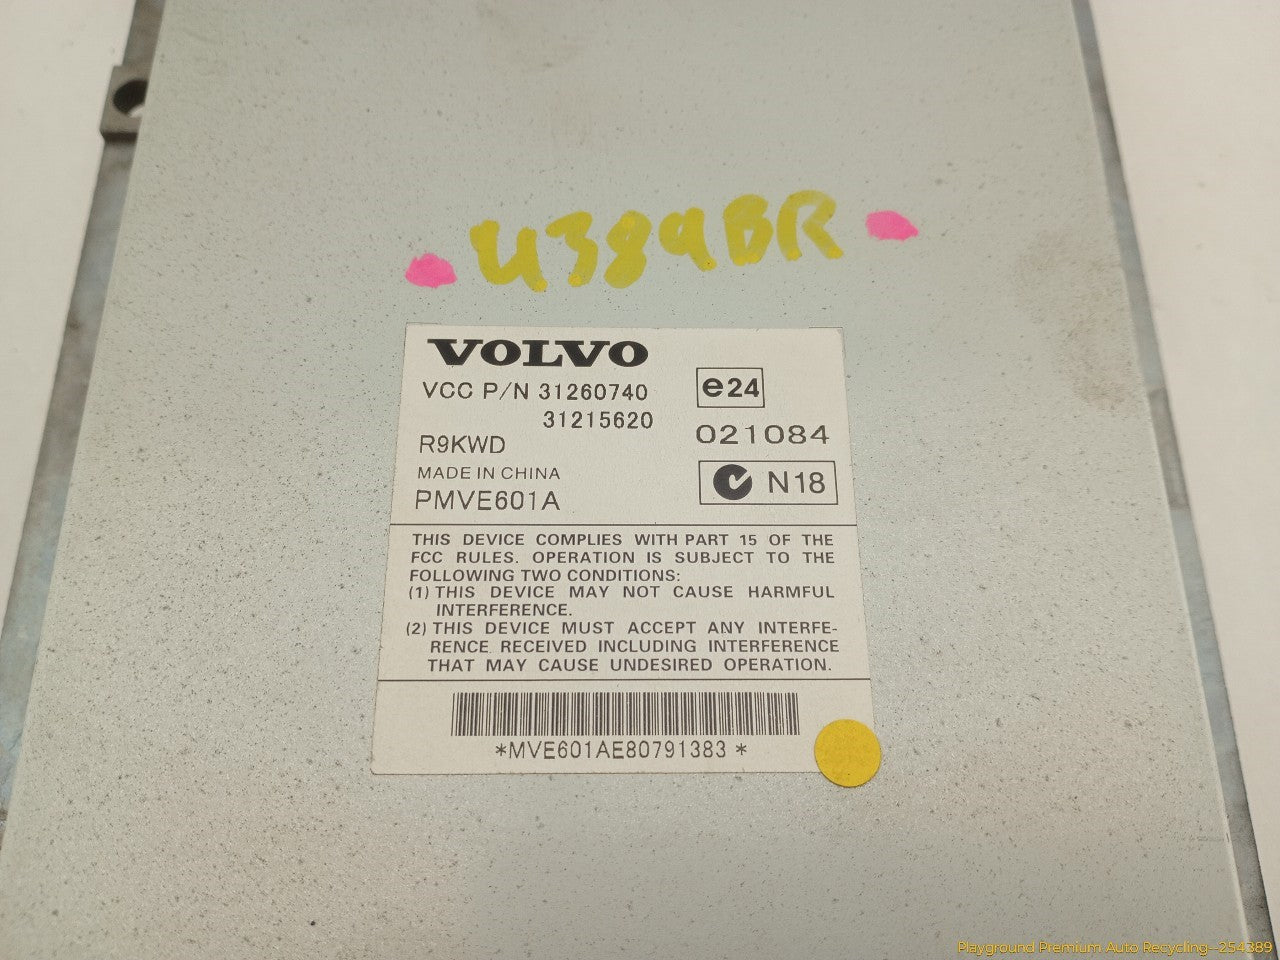 U389BR
VOLVO
VCC P/N 31260740
31215620
R9KWD
MADE IN CHINA
PMVE601A
e24
021084
N18
THIS DEVICE COMPLIES WITH PART 15 OF THE
FCC RULES. OPERATION IS SUBJECT TO THE
FOLLOWING TWO CONDITIONS:
(1) THIS DEVICE MAY NOT CAUSE HARMFUL
INTERFERENCE.
(2) THIS DEVICE MUST ACCEPT ANY INTERFE-
RENCE RECEIVED INCLUDING INTERFERENCE
THAT MAY CAUSE UNDESIRED OPERATION.
*MVE601AE80791383 *
Playground Premium Auto Recycling--254389